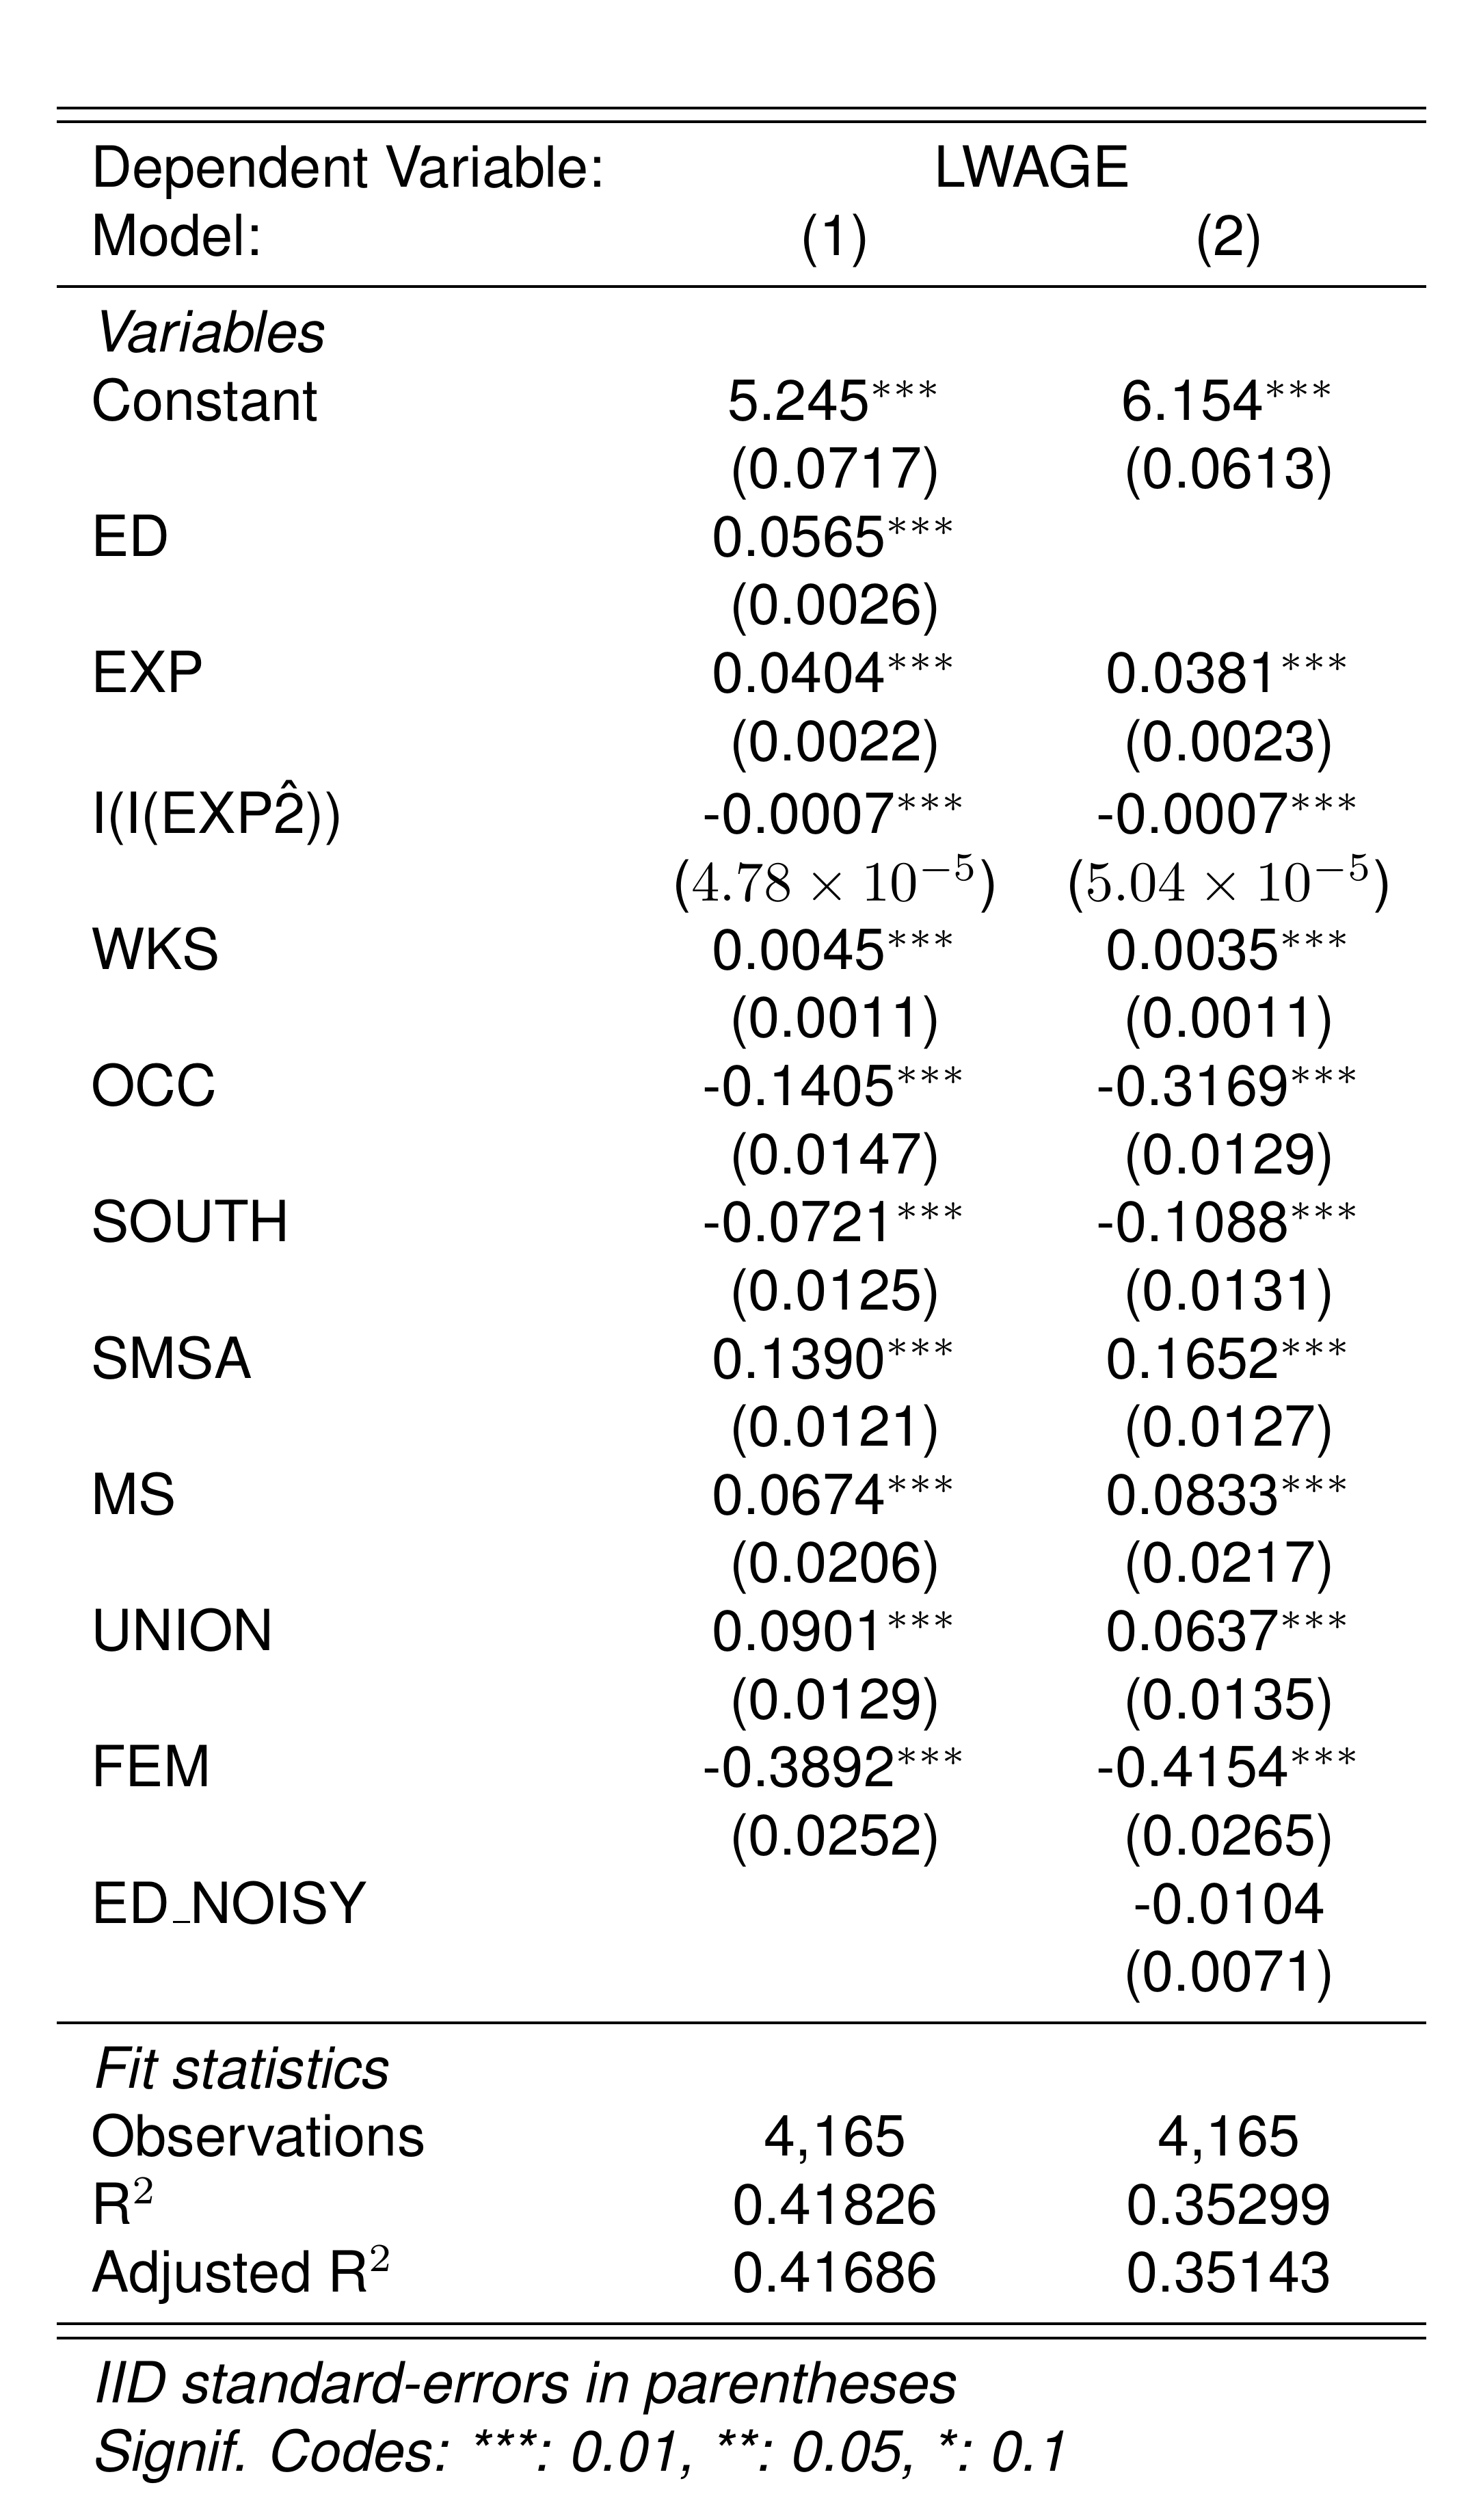 Dependent Variable: LWAGE
Model: (1) (2)
Variables
Constant 5.245*** 6.154***
(0.0717) (0.0613)
ED 0.0565***
(0.0026)
EXP 0.0404*** 0.0381***
(0.0022) (0.0023)
I(I(EXP2̂)) -0.0007*** -0.0007***
(4.78 × 10⁻⁵) (5.04 × 10⁻⁵)
WKS 0.0045*** 0.0035***
(0.0011) (0.0011)
OCC -0.1405*** -0.3169***
(0.0147) (0.0129)
SOUTH -0.0721*** -0.1088***
(0.0125) (0.0131)
SMSA 0.1390*** 0.1652***
(0.0121) (0.0127)
MS 0.0674*** 0.0833***
(0.0206) (0.0217)
UNION 0.0901*** 0.0637***
(0.0129) (0.0135)
FEM -0.3892*** -0.4154***
(0.0252) (0.0265)
ED_NOISY -0.0104
(0.0071)
Fit statistics
Observations 4,165 4,165
R² 0.41826 0.35299
Adjusted R² 0.41686 0.35143
IID standard-errors in parentheses
Signif. Codes: ***: 0.01, **: 0.05, *: 0.1